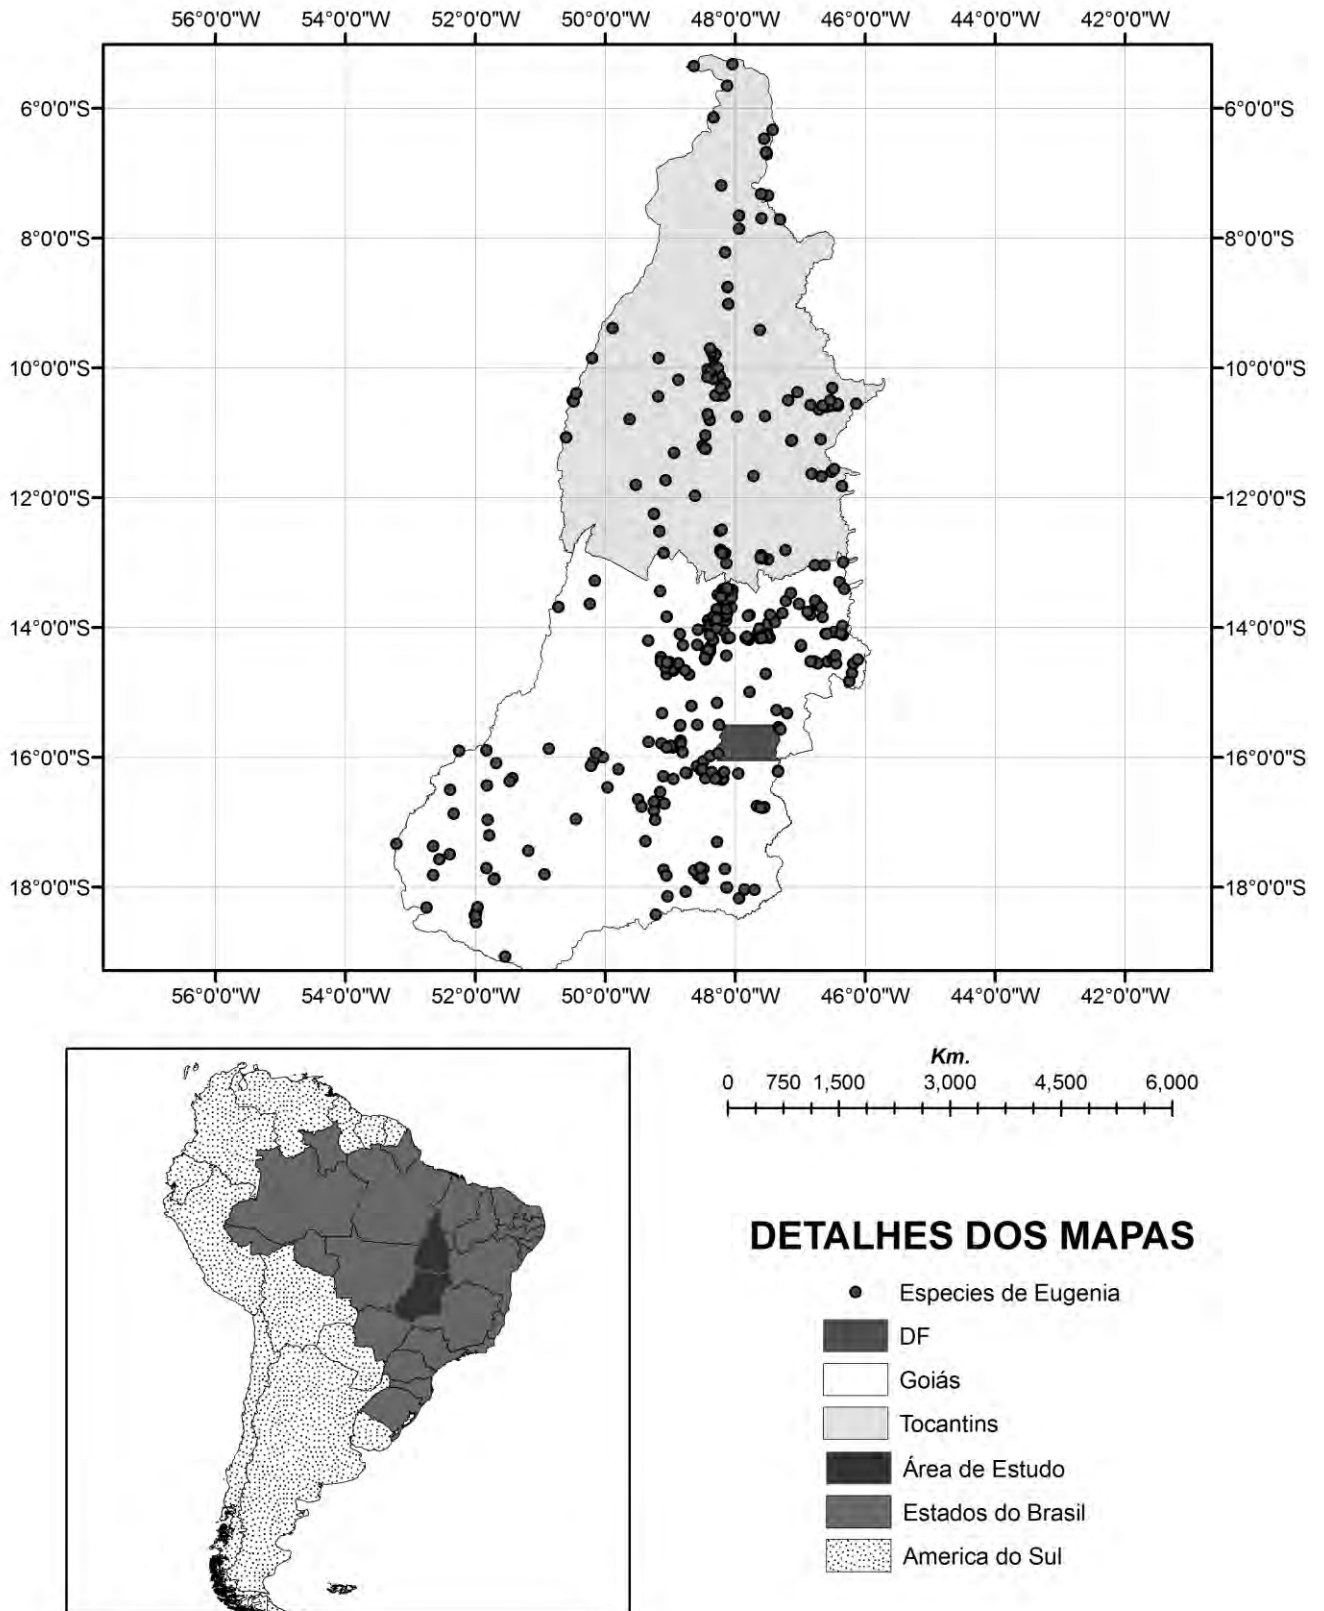 56°0'0"W 54°0'0"W 52°0'0"W 50°0'0"W 48°0'0"W 46°0'0"W 44°0'0"W 42°0'0"W
6°0'0"S 6°0'0"S
8°0'0"S 8°0'0"S
10°0'0"S 10°0'0"S
12°0'0"S 12°0'0"S
14°0'0"S 14°0'0"S
16°0'0"S 16°0'0"S
18°0'0"S 18°0'0"S
56°0'0"W 54°0'0"W 52°0'0"W 50°0'0"W 48°0'0"W 46°0'0"W 44°0'0"W 42°0'0"W
Km.
0 750 1,500 3,000 4,500 6,000
DETALHES DOS MAPAS
Especies de Eugenia
DF
Goiás
Tocantins
Área de Estudo
Estados do Brasil
America do Sul